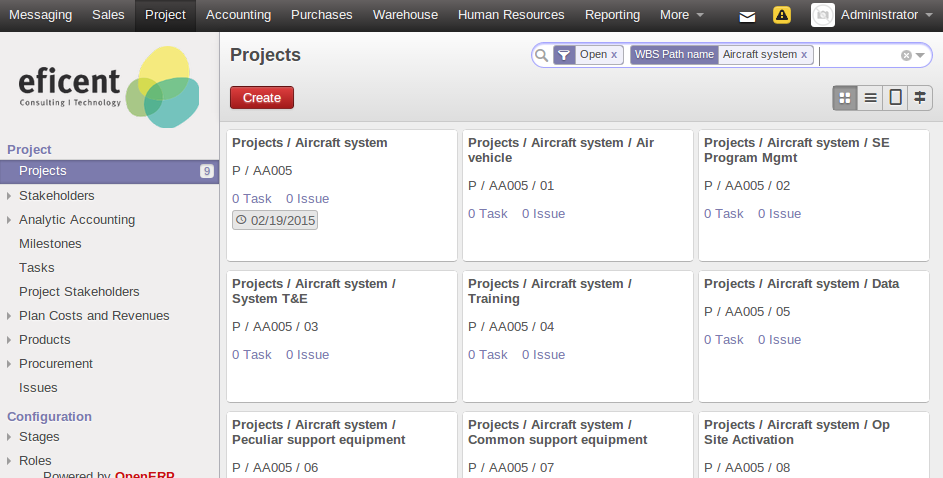 Messaging Sales Project Accounting Purchases Warehouse Human Resources Reporting More Administrator
eficent
Consulting | Technology
Projects
Open x WBS Path name Aircraft system x
Create
Project
Projects 9
Stakeholders
Analytic Accounting
Milestones
Tasks
Project Stakeholders
Plan Costs and Revenues
Products
Procurement
Issues
Configuration
Stages
Roles
Powered by OpenERP
Projects / Aircraft system
P / AA005
0 Task 0 Issue
02/19/2015
Projects / Aircraft system / Air
vehicle
P / AA005 / 01
0 Task 0 Issue
Projects / Aircraft system / SE
Program Mgmt
P / AA005 / 02
0 Task 0 Issue
Projects / Aircraft system /
System T&E
P / AA005 / 03
0 Task 0 Issue
Projects / Aircraft system /
Training
P / AA005 / 04
0 Task 0 Issue
Projects / Aircraft system / Data
P / AA005 / 05
0 Task 0 Issue
Projects / Aircraft system /
Peculiar support equipment
P / AA005 / 06
Projects / Aircraft system /
Common support equipment
P / AA005 / 07
Projects / Aircraft system / Op
Site Activation
P / AA005 / 08